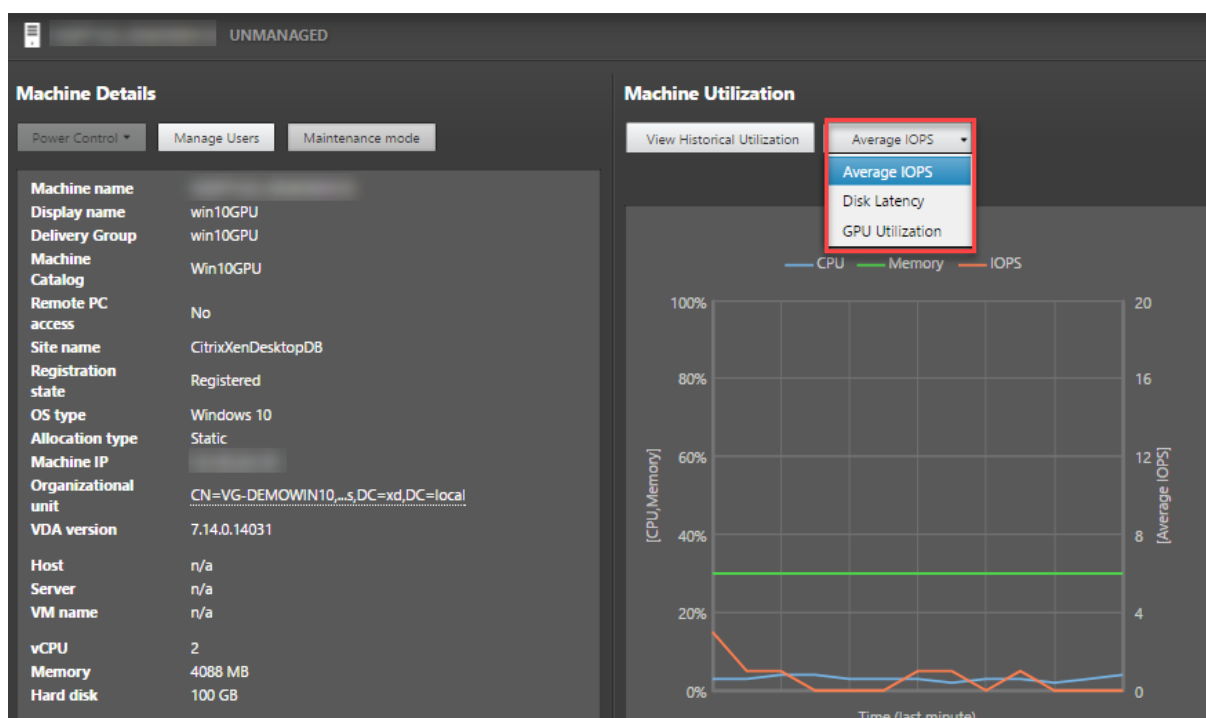 UNMANAGED
Machine Details
Power Control
Manage Users
Maintenance mode
Machine name
Display name win10GPU
Delivery Group win10GPU
Machine
Catalog
Win10GPU
Remote PC
access
No
Site name CitrixXenDesktopDB
Registration
state
Registered
OS type Windows 10
Allocation type Static
Machine IP
Organizational
unit
CN=VG-DEMOWIN10,...s,DC=xd,DC=local
VDA version 7.14.0.14031
Host n/a
Server n/a
VM name n/a
vCPU 2
Memory 4088 MB
Hard disk 100 GB
Machine Utilization
View Historical Utilization
Average IOPS
Average IOPS
Disk Latency
GPU Utilization
CPU Memory IOPS
100% 20
80% 16
60% 12
40% 8
20% 4
0% 0
[CPU,Memory]
[Average IOPS]
Time (last minute)